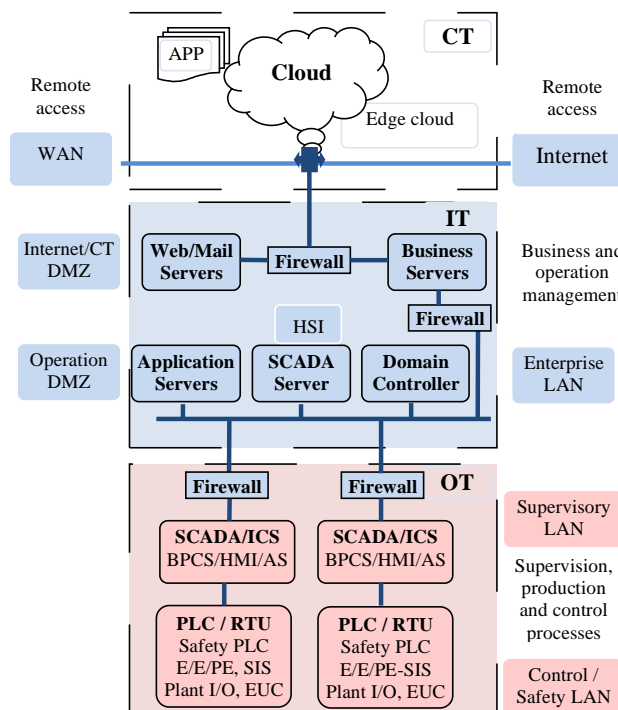 APP
CT
Cloud
Remote
access
Edge cloud
Remote
access
WAN
Internet
IT
Internet/CT
DMZ
Web/Mail
Servers
Firewall
Business
Servers
Business and
operation
management
Firewall
HSI
Operation
DMZ
Application
Servers
SCADA
Server
Domain
Controller
Enterprise
LAN
Firewall
Firewall
OT
SCADA/ICS
BPCS/HMI/AS
SCADA/ICS
BPCS/HMI/AS
Supervisory
LAN
Supervision,
production
and control
processes
PLC / RTU
Safety PLC
E/E/PE, SIS
Plant I/O, EUC
PLC / RTU
Safety PLC
E/E/PE-SIS
Plant I/O, EUC
Control /
Safety LAN